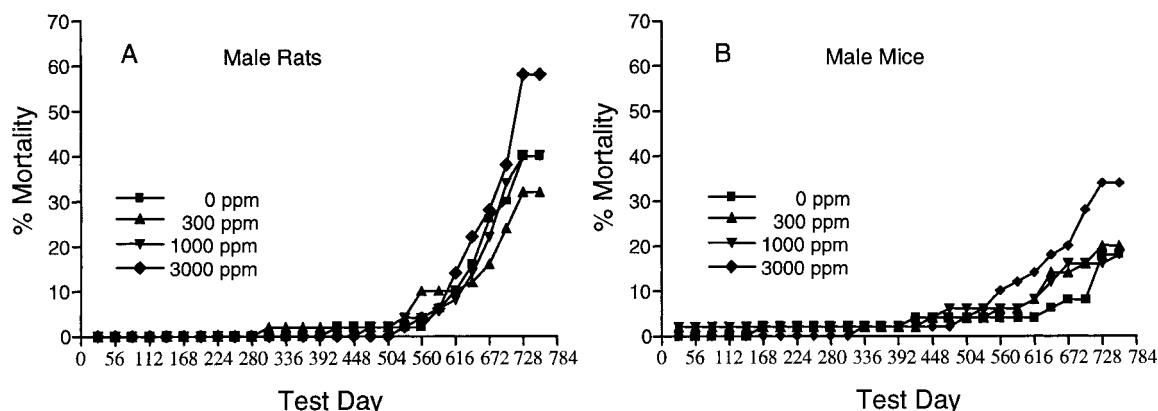 A Male Rats
% Mortality
70
60
50
40
30
20
10
0
0 ppm
300 ppm
1000 ppm
3000 ppm
0 56 112 168 224 280 336 392 448 504 560 616 672 728 784
Test Day
B Male Mice
% Mortality
70
60
50
40
30
20
10
0
0 ppm
300 ppm
1000 ppm
3000 ppm
0 56 112 168 224 280 336 392 448 504 560 616 672 728 784
Test Day